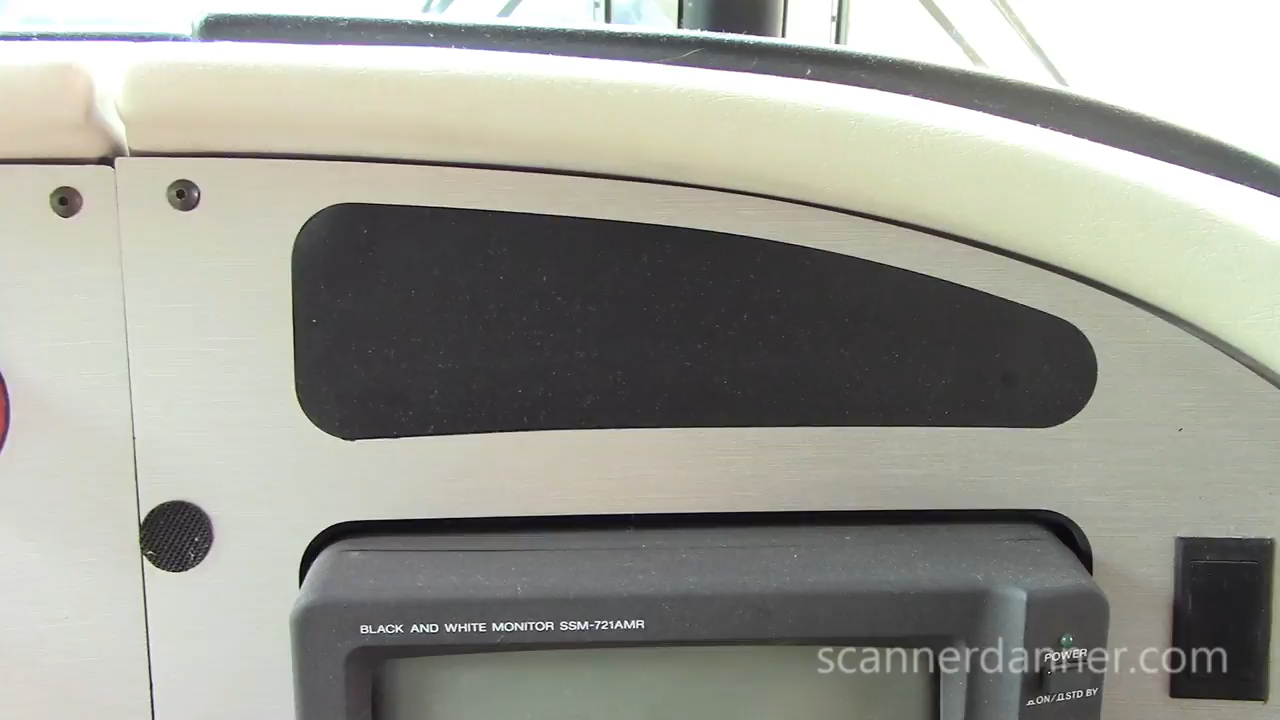 BLACK AND WHITE MONITOR SSM-721AMR
scannerdanner.com
POWER
ON/ STD BY